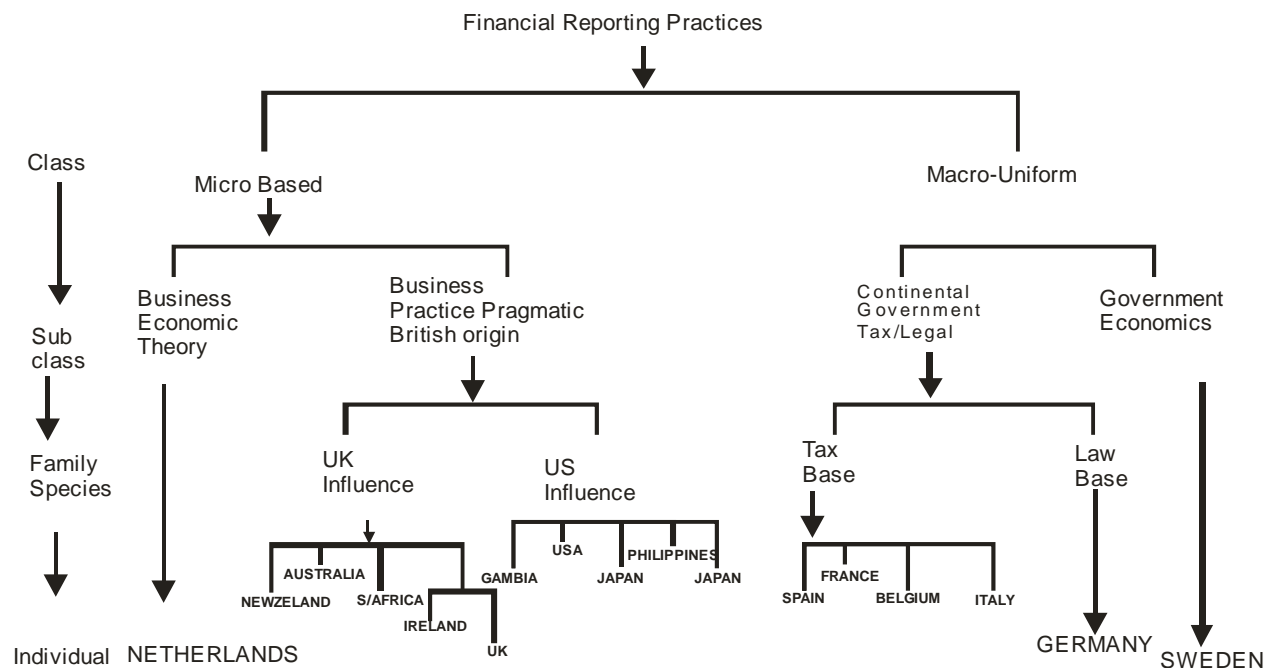 Financial Reporting Practices
Class
Micro Based
Macro-Uniform
Business
Economic
Theory
Business
Practice Pragmatic
British origin
Continental
Government
Tax/Legal
Government
Economics
Sub
class
Family
Species
UK
Influence
US
Influence
Tax
Base
Law
Base
NEWZELAND
AUSTRALIA
S/AFRICA
IRELAND
UK
GAMBIA
USA
JAPAN
PHILIPPINES
JAPAN
SPAIN
FRANCE
BELGIUM
ITALY
Individual
NETHERLANDS
GERMANY
SWEDEN